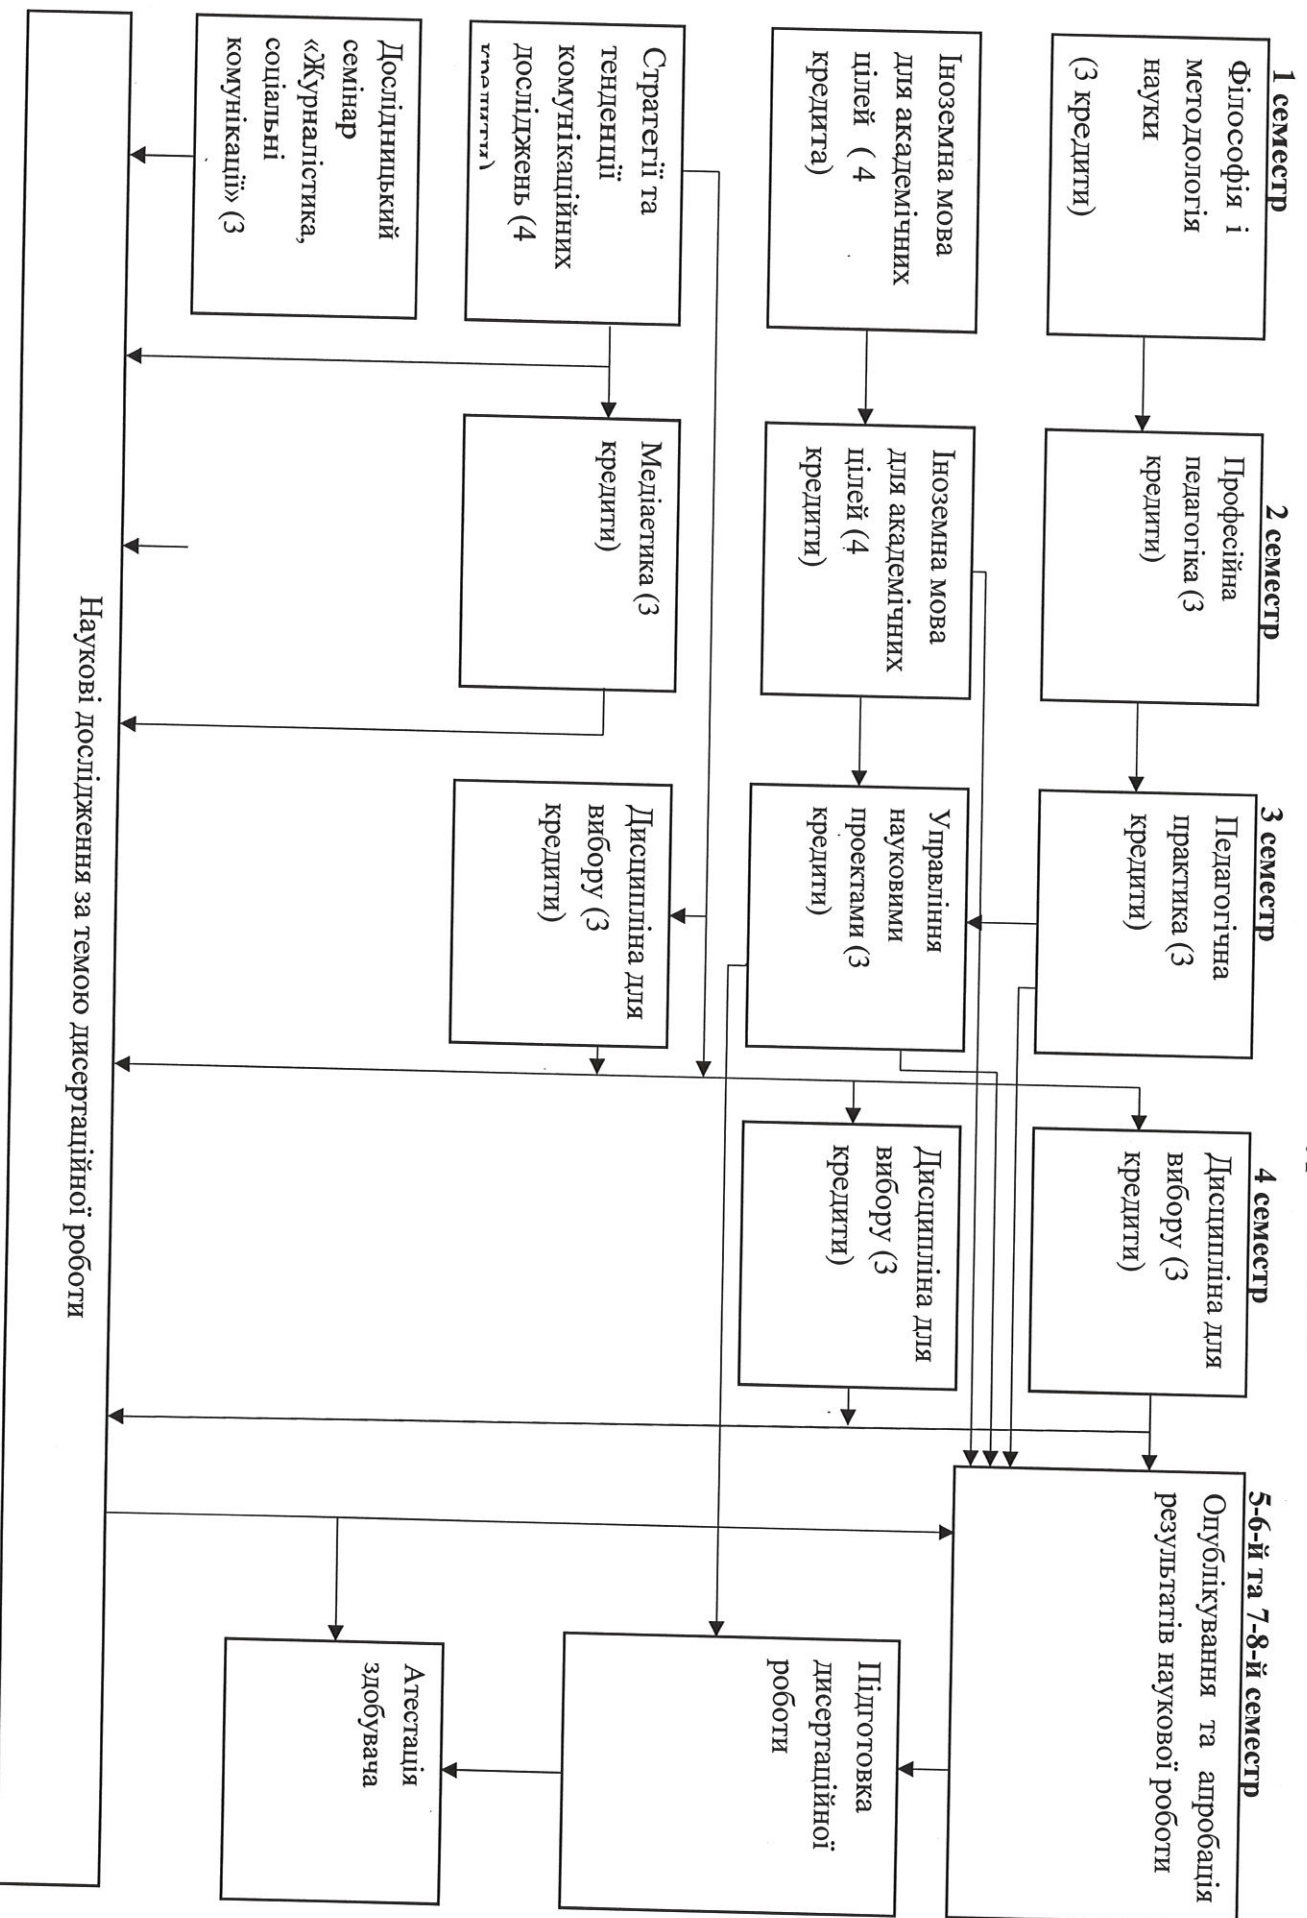 1 семестр
Філософія і
методологія
науки
(3 кредити)
Іноземна мова
для академічних
цілей ( 4
кредита)
Стратегії та
тенденції
комунікаційних
досліджень (4
кредити)
Дослідницький
семінар
«Журналістика,
соціальні
комунікації» (3
2 семестр
Професійна
педагогіка (3
кредити)
Іноземна мова
для академічних
цілей (4
кредити)
Медіаетика (3
кредити)
3 семестр
Педагогічна
практика (3
кредити)
Управління
науковими
проектами (3
кредити)
Дисципліна для
вибору (3
кредити)
4 семестр
Дисципліна для
вибору (3
кредити)
Дисципліна для
вибору (3
кредити)
5-6-й та 7-8-й семестр
Опублікування та апробація
результатів наукової роботи
Підготовка
дисертаційної
роботи
Атестація
здобувача
Наукові дослідження за темою дисертаційної роботи